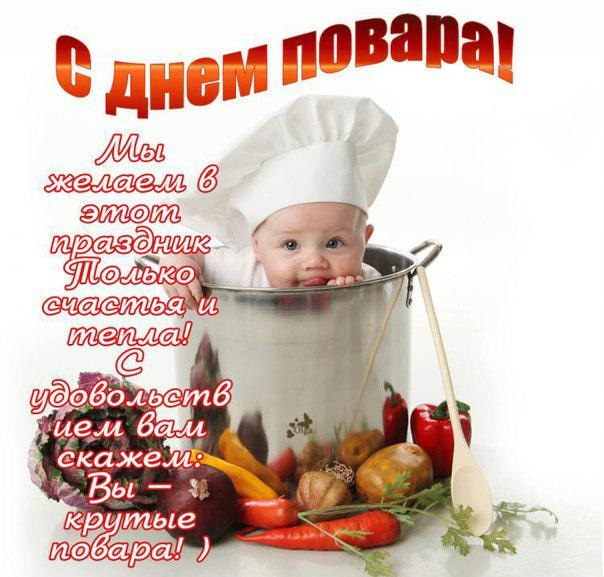 С днем повара!
Мы
желаем в
этот
праздник
Только
счастья и
тепла!
С
удовольств
ием вам
скажем:
Вы –
крутые
повара! )